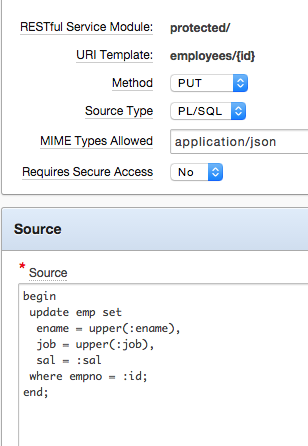 RESTful Service Module: protected/
URI Template: employees/{id}
Method PUT
Source Type PL/SQL
MIME Types Allowed application/json
Requires Secure Access No
Source
* Source
begin
update emp set
ename = upper(:ename),
job = upper(:job),
sal = :sal
where empno = :id;
end;